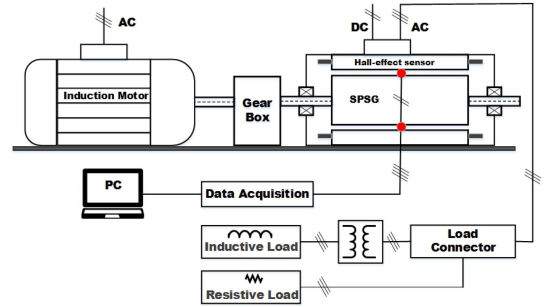 AC
DC
AC
Hall-effect sensor
Induction Motor
SPSG
Gear
Box
PC
Data Acquisition
Inductive Load
Load
Connector
Resistive Load